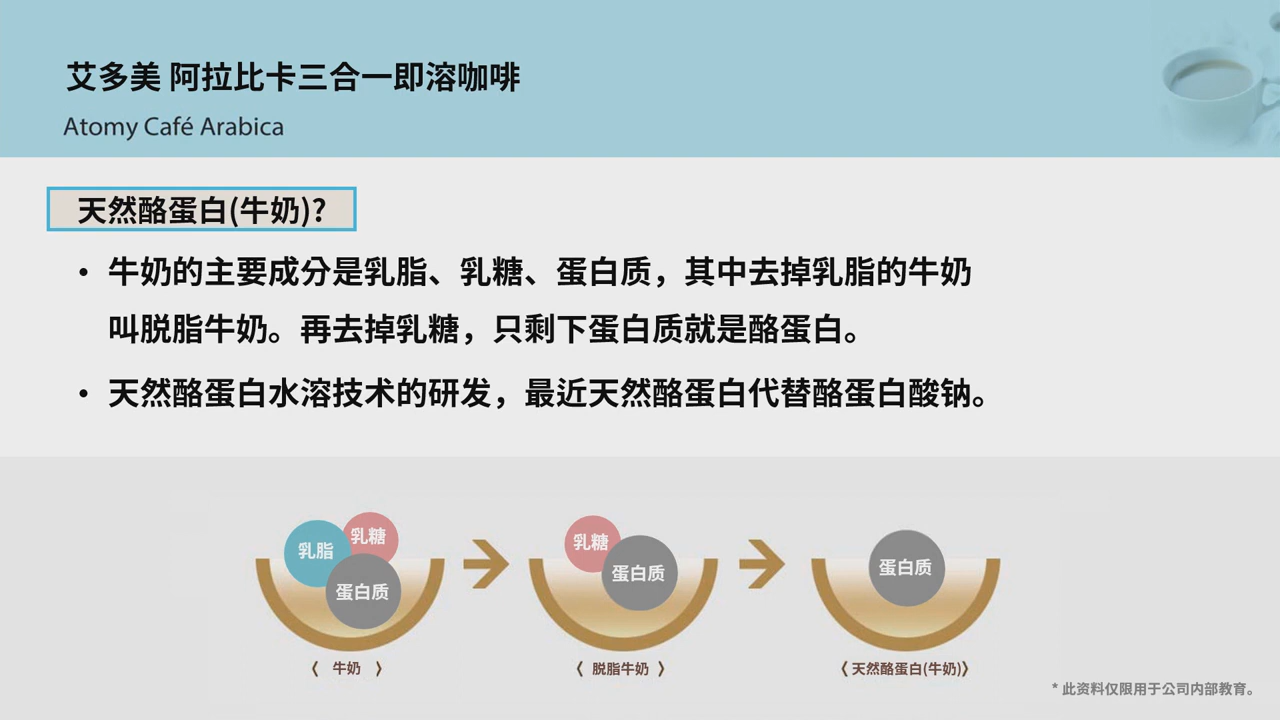 艾多美 阿拉比卡三合一即溶咖啡
Atomy Café Arabica
天然酪蛋白(牛奶)?
• 牛奶的主要成分是乳脂、乳糖、蛋白质，其中去掉乳脂的牛奶
叫脱脂牛奶。再去掉乳糖，只剩下蛋白质就是酪蛋白。
• 天然酪蛋白水溶技术的研发，最近天然酪蛋白代替酪蛋白酸钠。
乳脂
乳糖
蛋白质
乳糖
蛋白质
蛋白质
〈 牛奶 〉
〈 脱脂牛奶 〉
〈天然酪蛋白(牛奶)〉
* 此资料仅限用于公司内部教育。